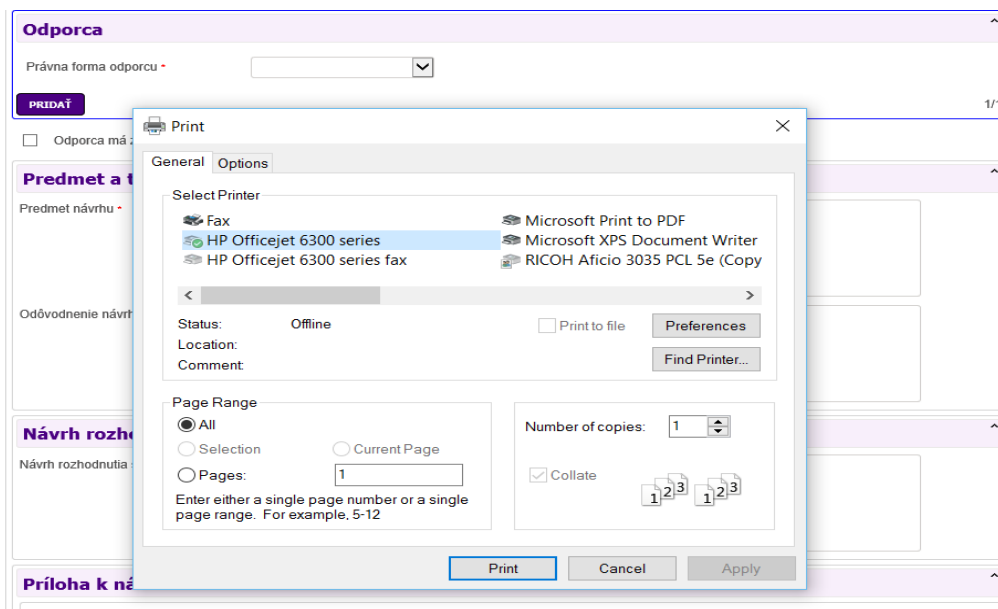 Odporca
Právna forma odporcu *
PRIDAŤ
1/1
Odporca má
Predmet a t
Predmet návrhu *
Odôvodnenie návrh
Návrh rozho
Návrh rozhodnutia
Príloha k ná
Print
General Options
Select Printer
Fax
HP Officejet 6300 series
HP Officejet 6300 series fax
Microsoft Print to PDF
Microsoft XPS Document Writer
RICOH Aficio 3035 PCL 5e (Copy
Status: Offline
Location:
Comment:
Print to file
Preferences
Find Printer...
Page Range
All
Selection Current Page
Pages: 1
Enter either a single page number or a single
page range. For example, 5-12
Number of copies: 1
Collate
1 2 3 1 2 3
Print Cancel Apply